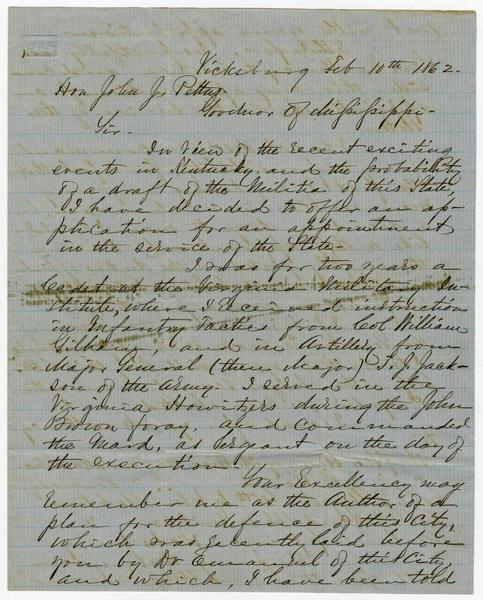 Vicksburg Feb 10th 1862.
Hon John J. Pettus
Governor Of Mississippi-
Sir.
In view of the recent exciting
events in Kentucky, and the probability
of a draft of the Militia of this State
I have decided to offer an ap-
plication for an appointment
in the service of the State-
I was for two years a
Cadet at the Virginia Military In-
stitute, where I received instruction
in Infantry Tactics from Col William
Gilham, and in Artillery from
Major General (then Major) T. J. Jack-
son of the Army. I served in the
Virginia Howitzers during the John
Brown foray, and commanded
the Guard, as Sergeant on the day of
the execution
Your Excellency may
remember me as the Author of a
plan for the defence of this City,
which was recently laid before
you by Dr Emanuel of this City
and which, I have been told